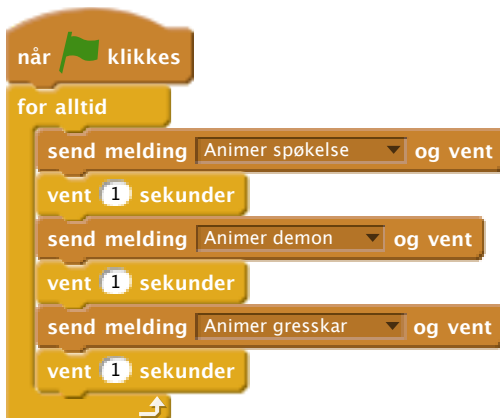 når klikkes
for alltid
send melding Animer spøkelse og vent
vent 1 sekunder
send melding Animer demon og vent
vent 1 sekunder
send melding Animer gresskar og vent
vent 1 sekunder